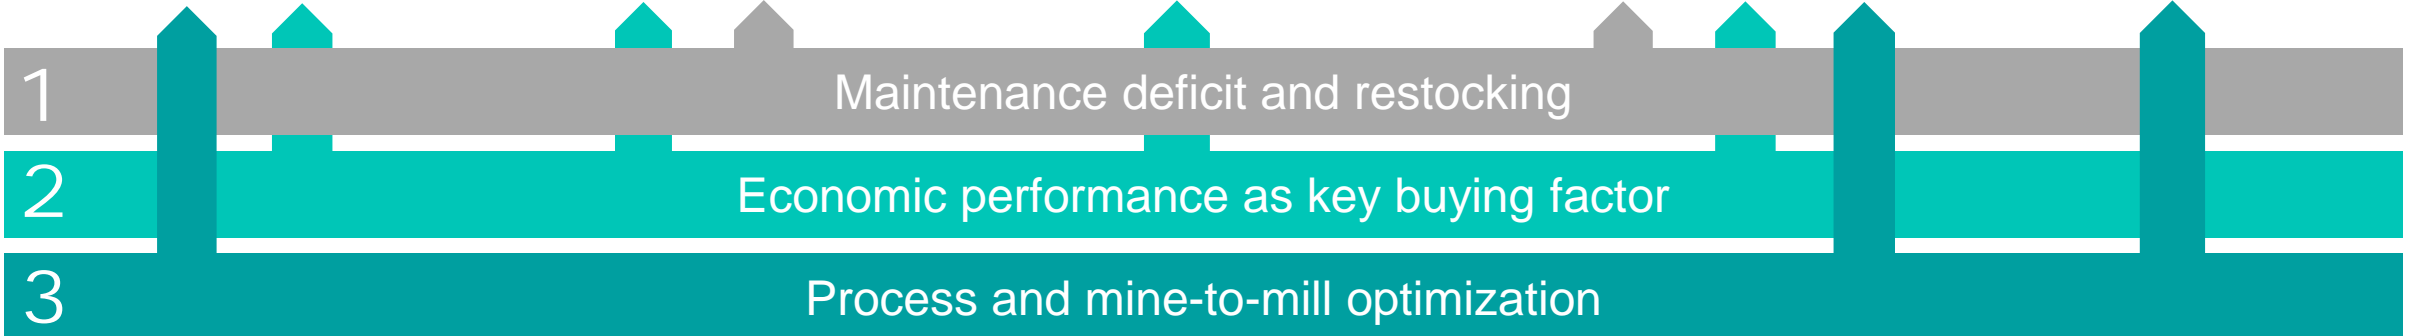 1 Maintenance deficit and restocking
2 Economic performance as key buying factor
3 Process and mine-to-mill optimization